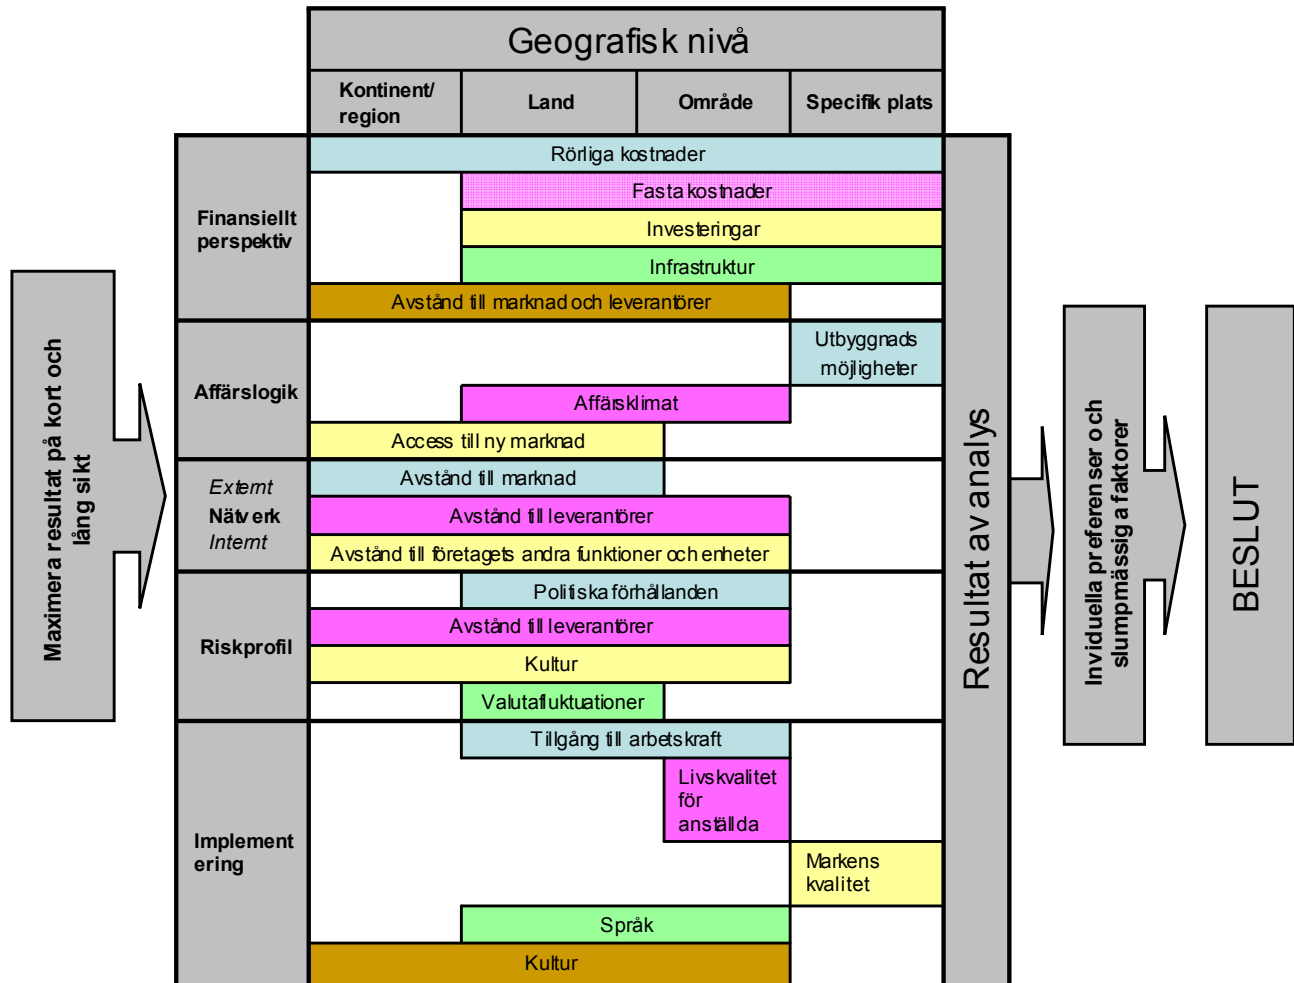 Geografisk nivå
Kontinent/
region
Land
Område
Specifik plats
Maximera resultat på kort och
lång sikt
Finansiellt
perspektiv
Rörliga kostnader
Fasta kostnader
Investeringar
Infrastruktur
Avstånd till marknad och leverantörer
Affärslogik
Utbyggnads
möjligheter
Affärsklimat
Access till ny marknad
Externt
Nätverk
Internt
Avstånd till marknad
Avstånd till leverantörer
Avstånd till företagets andra funktioner och enheter
Riskprofil
Politiska förhållanden
Avstånd till leverantörer
Kultur
Valutafluktuationer
Implement
ering
Tillgång till arbetskraft
Livskvalitet
för
anställda
Markens
kvalitet
Språk
Kultur
Resultat av analys
Inviduella preferenser och
slumpmässiga faktorer
BESLUT